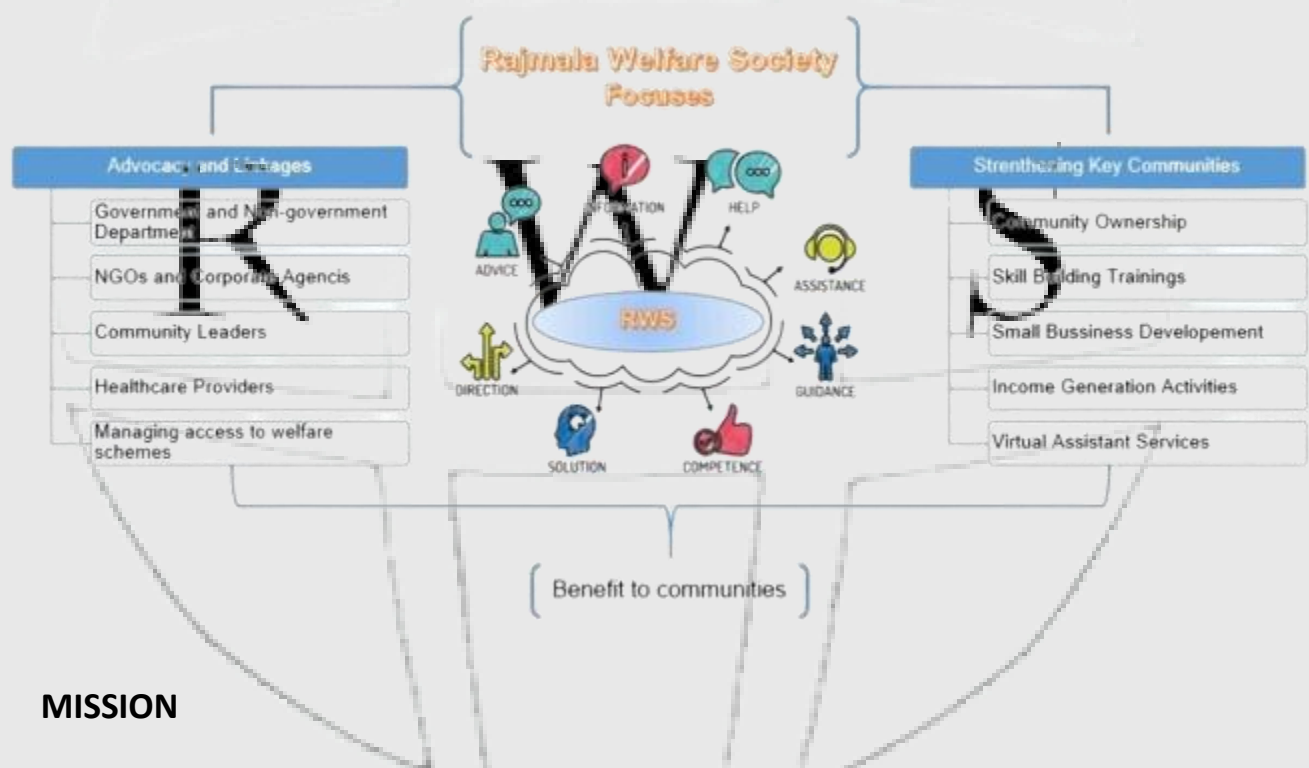 Rajmala Welfare Society
Focuses
Advocacy and Linkages
Government and Non-government
Department
NGOs and Corporate Agencis
Community Leaders
Healthcare Providers
Managing access to welfare
schemes
R W S
ADVICE
INFORMATION
HELP
ASSISTANCE
RWS
DIRECTION
GUIDANCE
SOLUTION
COMPETENCE
Strenthening Key Communities
Community Ownership
Skill Building Trainings
Small Bussiness Developement
Income Generation Activities
Virtual Assistant Services
Benefit to communities
MISSION